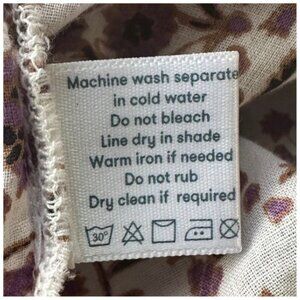 Machine wash separate
in cold water
Do not bleach
Line dry in shade
Warm iron if needed
Do not rub
Dry clean if required
30°